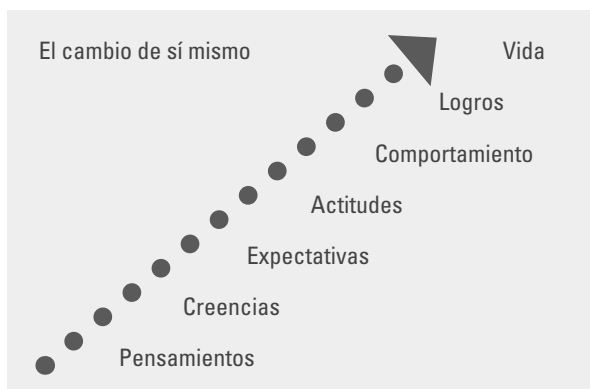 El cambio de sí mismo
Vida
Logros
Comportamiento
Actitudes
Expectativas
Creencias
Pensamientos